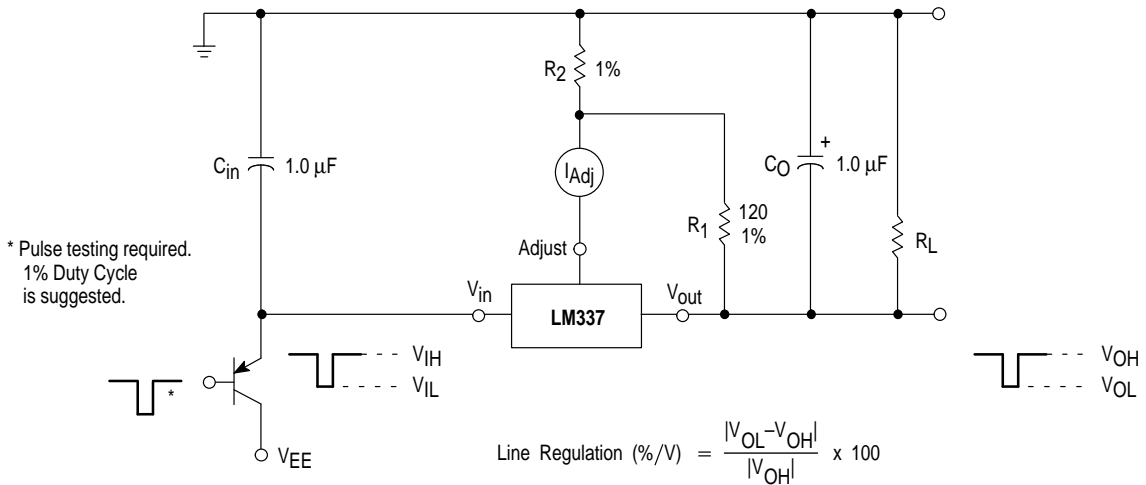 R2 1%
Cin 1.0 μF
IAdj
CO + 1.0 μF
R1 120
1%
RL
* Pulse testing required.
1% Duty Cycle
is suggested.
Adjust
Vin
LM337
Vout
VIH
VIL
*
VEE
VOH
VOL
Line Regulation (%/V) = |VOL–VOH| / |VOH| x 100